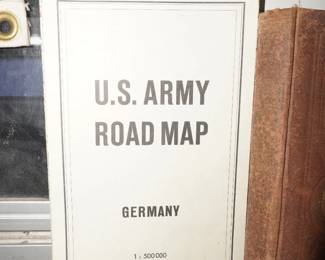 U.S. ARMY
ROAD MAP
GERMANY
1 : 500 000